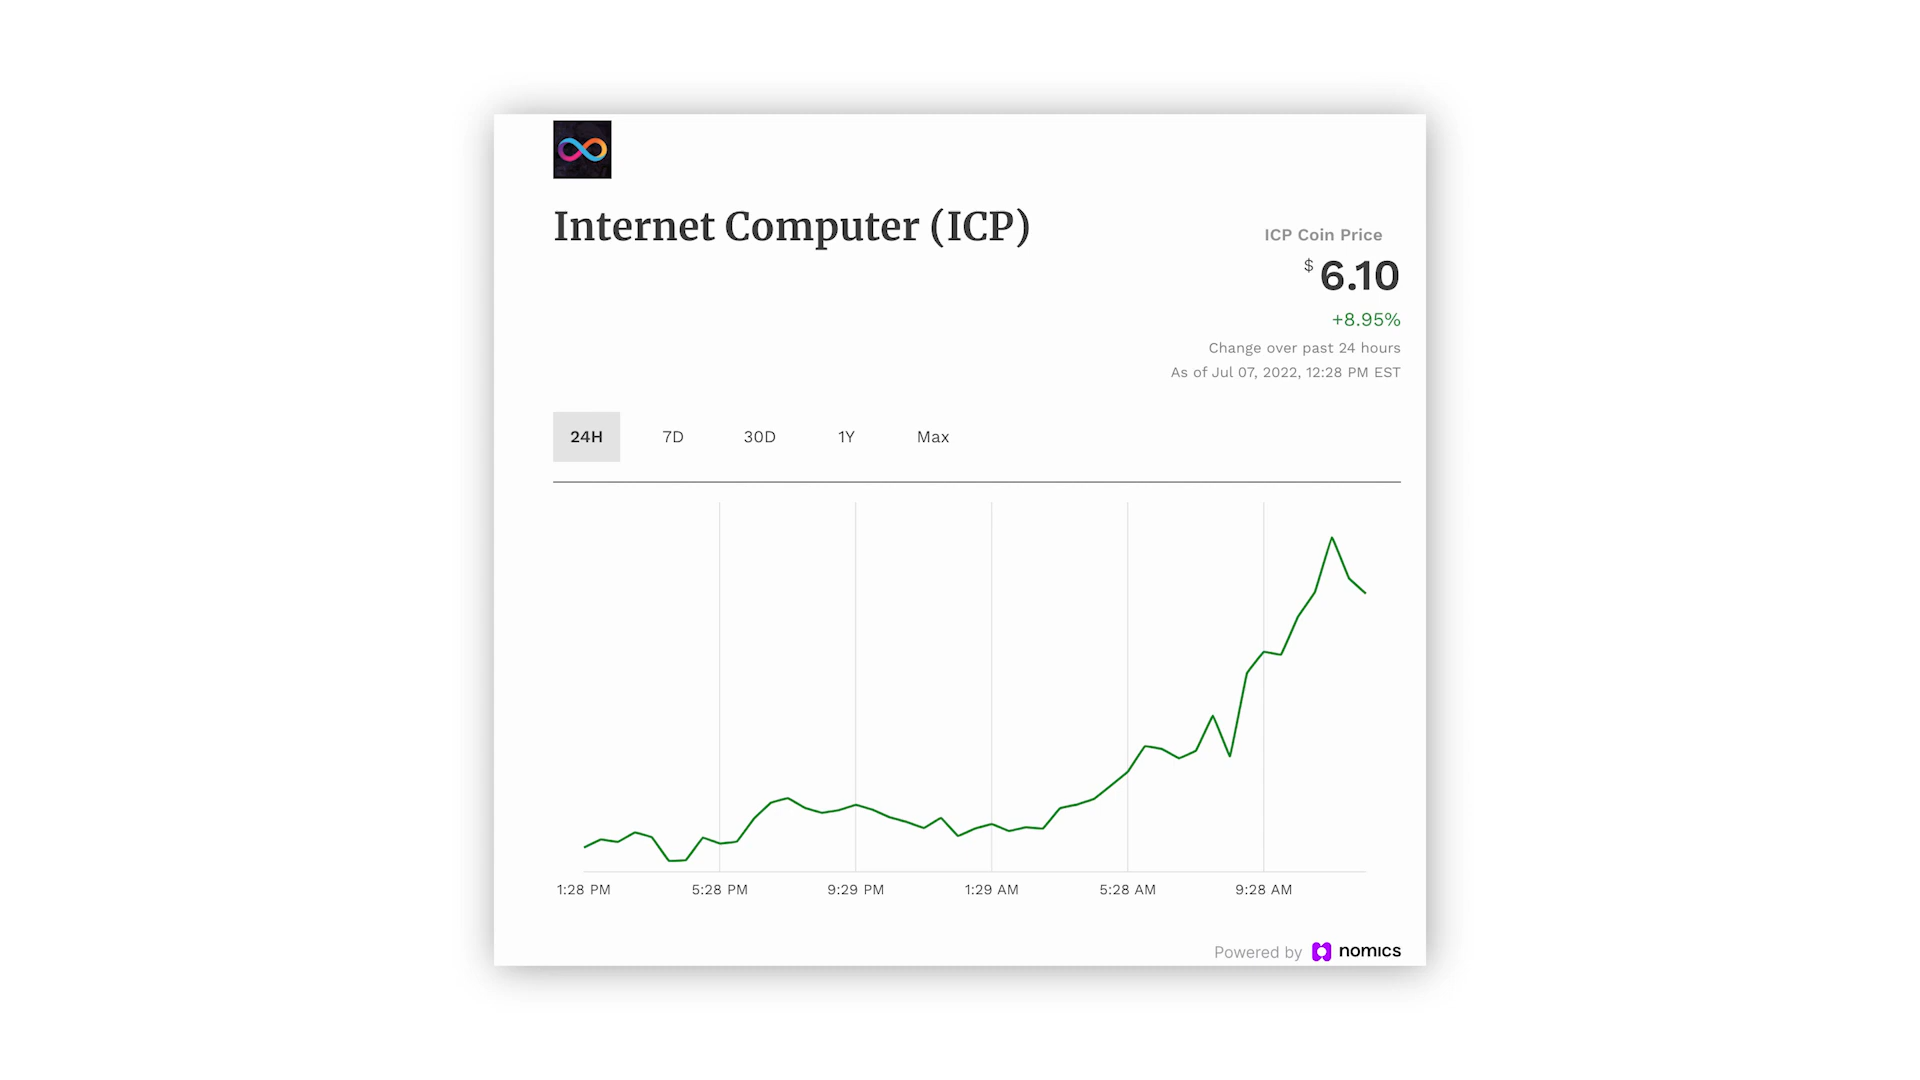 Internet Computer (ICP)
ICP Coin Price
$ 6.10
+8.95%
Change over past 24 hours
As of Jul 07, 2022, 12:28 PM EST
24H 7D 30D 1Y Max
1:28 PM 5:28 PM 9:29 PM 1:29 AM 5:28 AM 9:28 AM
Powered by nomics